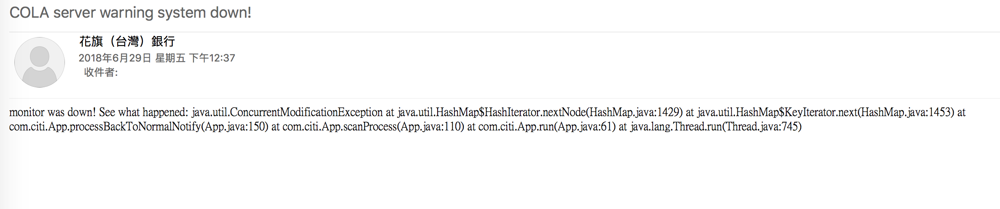 COLA server warning system down!
花旗（台灣）銀行
2018年6月29日 星期五 下午12:37
收件者:
monitor was down! See what happened: java.util.ConcurrentModificationException at java.util.HashMap$HashIterator.nextNode(HashMap.java:1429) at java.util.HashMap$KeyIterator.next(HashMap.java:1453) at
com.citi.App.processBackToNormalNotify(App.java:150) at com.citi.App.scanProcess(App.java:110) at com.citi.App.run(App.java:61) at java.lang.Thread.run(Thread.java:745)